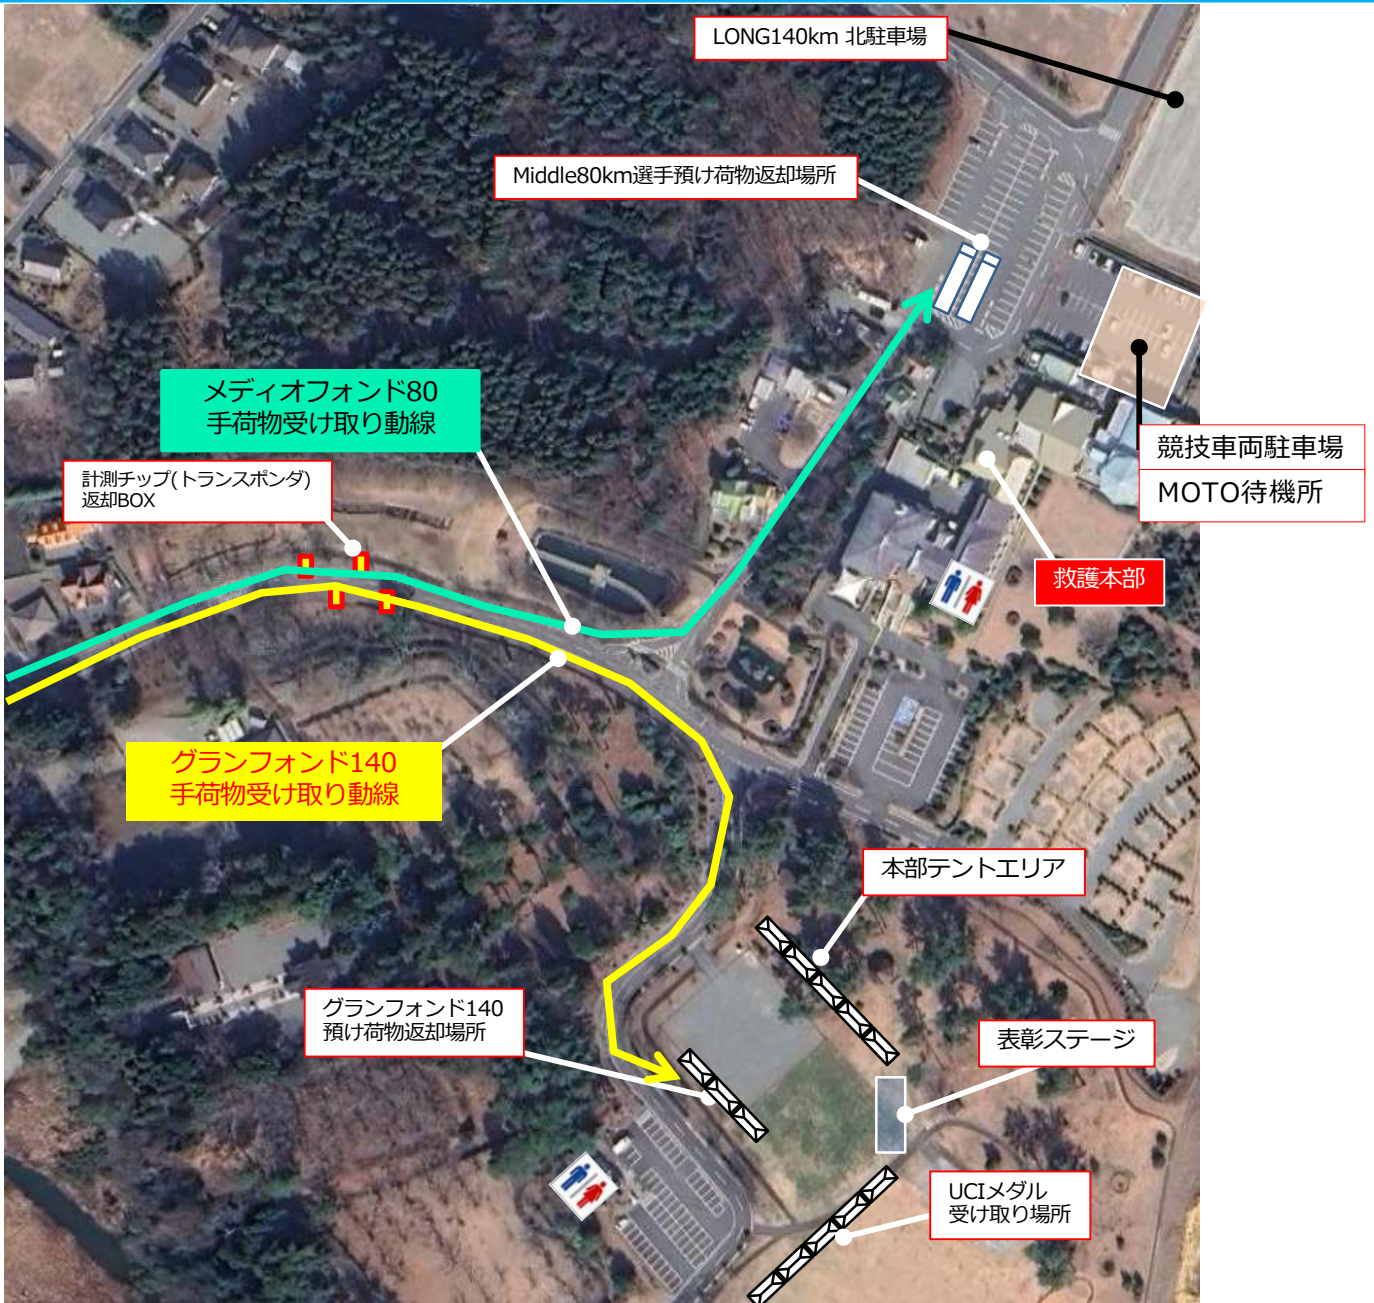 LONG140km 北駐車場
Middle80km選手預け荷物返却場所
メディオフォンド80
手荷物受け取り動線
計測チップ(トランスポンダ)
返却BOX
競技車両駐車場
MOTO待機所
救護本部
グランフォンド140
手荷物受け取り動線
本部テントエリア
グランフォンド140
預け荷物返却場所
表彰ステージ
UCIメダル
受け取り場所